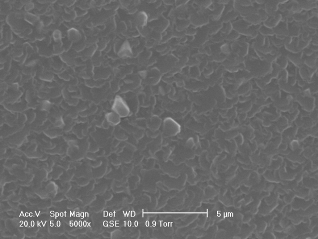 Acc.V Spot Magn Det WD 5 µm
20.0 kV 5.0 5000x GSE 10.0 0.9 Torr